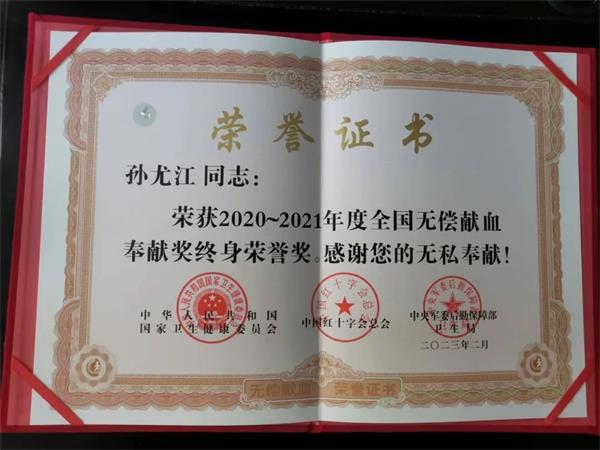 荣誉证书
孙尤江 同志：
荣获2020~2021年度全国无偿献血
奉献奖终身荣誉奖。感谢您的无私奉献！
中华人民共和国
国家卫生健康委员会
中国红十字会总会
中央军委后勤保障部
卫生局
二〇二三年二月
无偿献血 荣誉证书